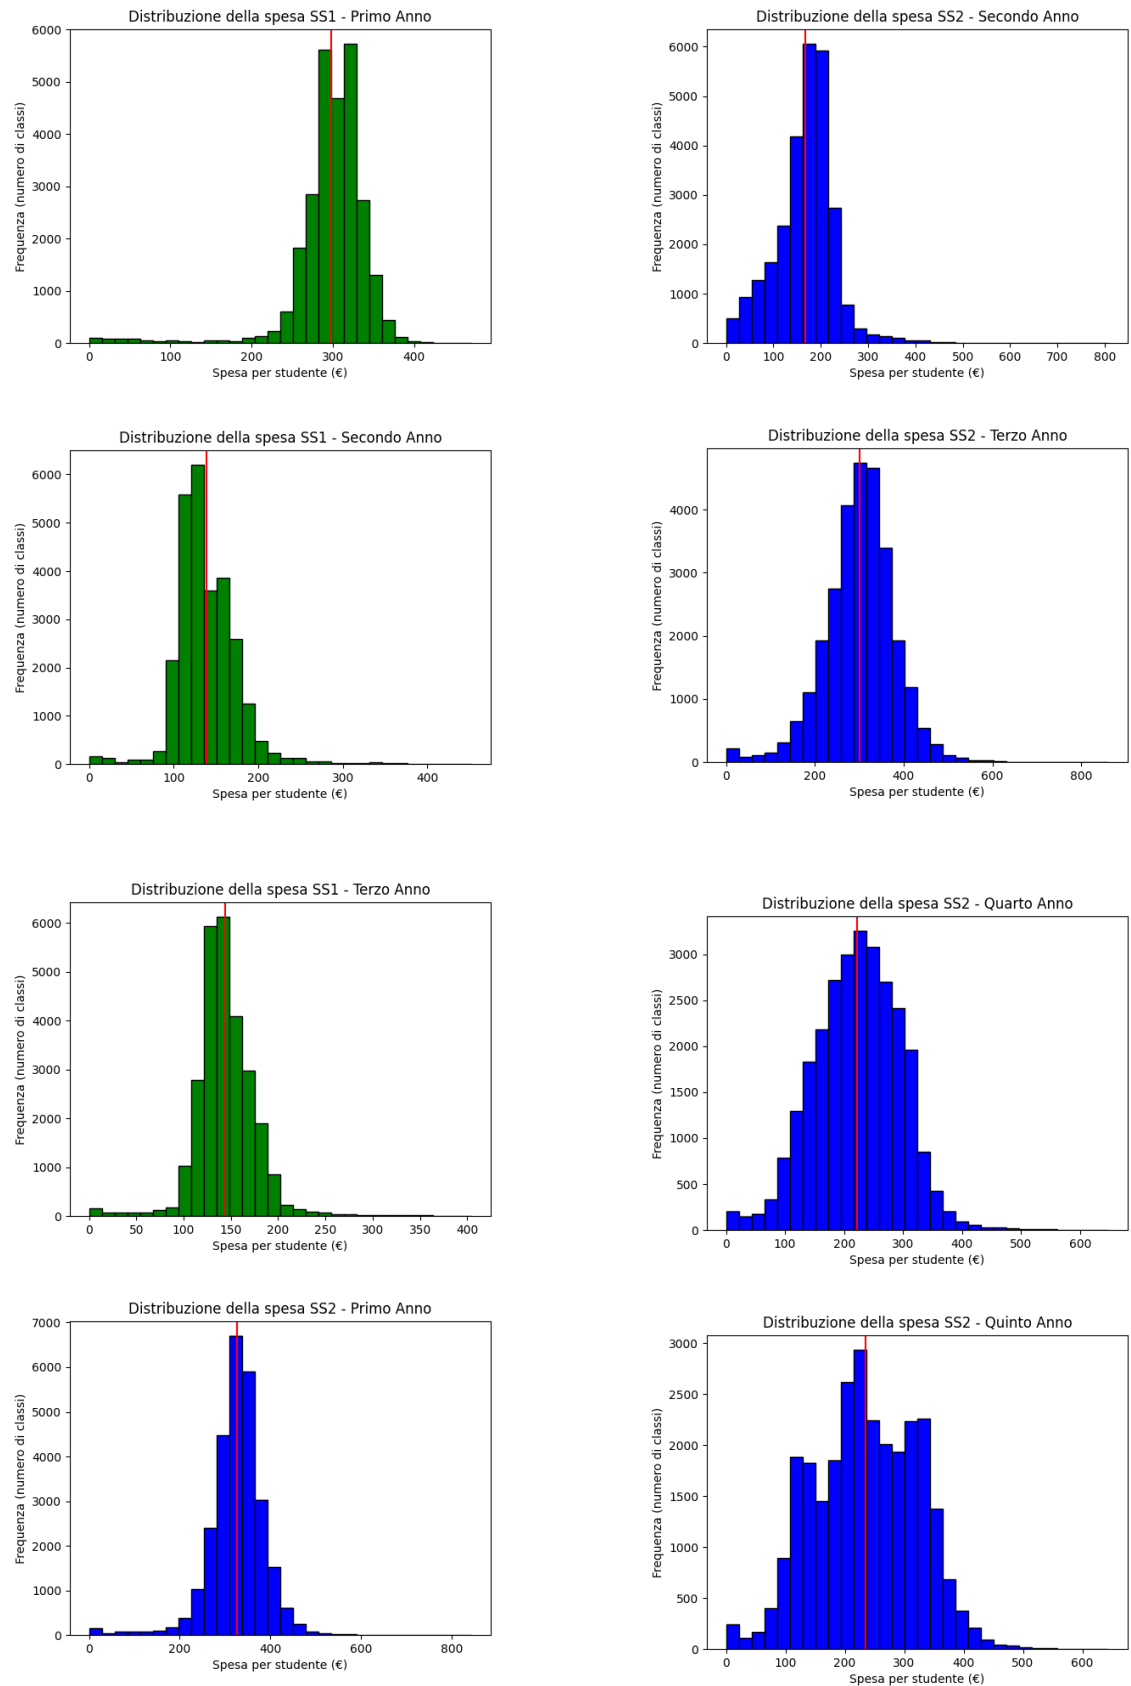 Distribuzione della spesa SS1 - Primo Anno
Frequenza (numero di classi)
6000
5000
4000
3000
2000
1000
0
0 100 200 300 400
Spesa per studente (€)
Distribuzione della spesa SS2 - Secondo Anno
Frequenza (numero di classi)
6000
5000
4000
3000
2000
1000
0
0 100 200 300 400 500 600 700 800
Spesa per studente (€)
Distribuzione della spesa SS1 - Secondo Anno
Frequenza (numero di classi)
6000
5000
4000
3000
2000
1000
0
0 100 200 300 400
Spesa per studente (€)
Distribuzione della spesa SS2 - Terzo Anno
Frequenza (numero di classi)
4000
3000
2000
1000
0
0 200 400 600 800
Spesa per studente (€)
Distribuzione della spesa SS1 - Terzo Anno
Frequenza (numero di classi)
6000
5000
4000
3000
2000
1000
0
0 50 100 150 200 250 300 350 400
Spesa per studente (€)
Distribuzione della spesa SS2 - Quarto Anno
Frequenza (numero di classi)
3000
2500
2000
1500
1000
500
0
0 100 200 300 400 500 600
Spesa per studente (€)
Distribuzione della spesa SS2 - Primo Anno
Frequenza (numero di classi)
7000
6000
5000
4000
3000
2000
1000
0
0 200 400 600 800
Spesa per studente (€)
Distribuzione della spesa SS2 - Quinto Anno
Frequenza (numero di classi)
3000
2500
2000
1500
1000
500
0
0 100 200 300 400 500 600
Spesa per studente (€)